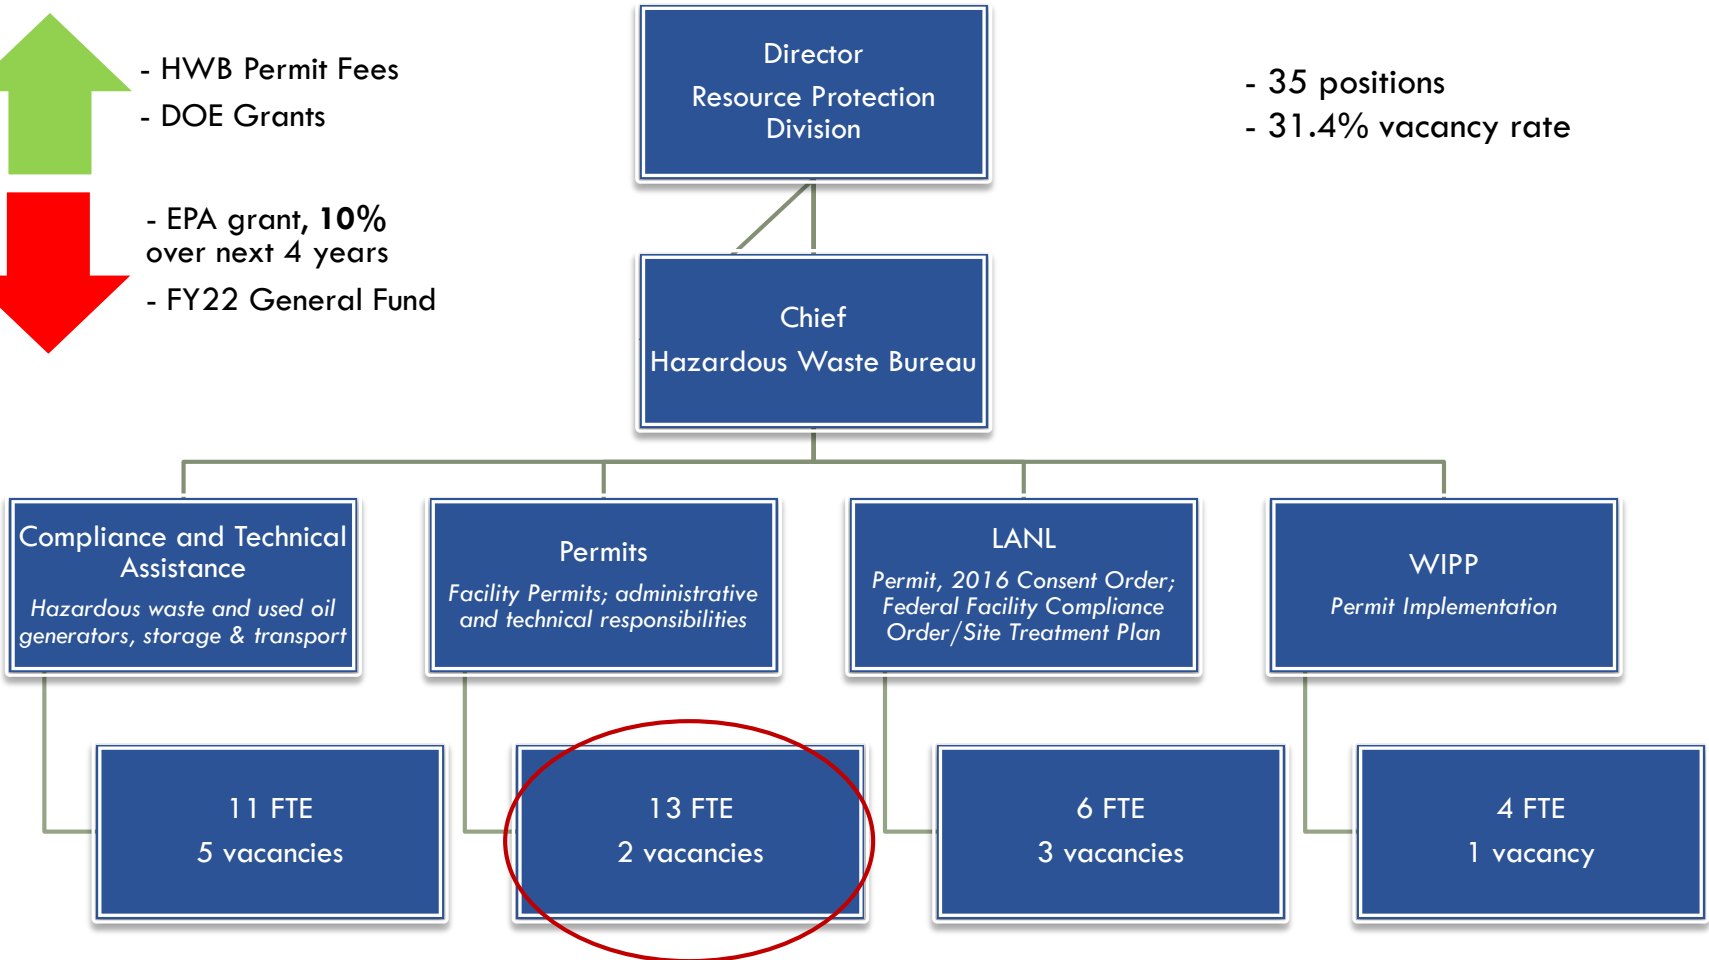 - HWB Permit Fees
- DOE Grants
- EPA grant, 10%
over next 4 years
- FY22 General Fund
Director
Resource Protection
Division
- 35 positions
- 31.4% vacancy rate
Chief
Hazardous Waste Bureau
Compliance and Technical
Assistance
Hazardous waste and used oil
generators, storage & transport
Permits
Facility Permits; administrative
and technical responsibilities
LANL
Permit, 2016 Consent Order;
Federal Facility Compliance
Order/Site Treatment Plan
WIPP
Permit Implementation
11 FTE
5 vacancies
13 FTE
2 vacancies
6 FTE
3 vacancies
4 FTE
1 vacancy